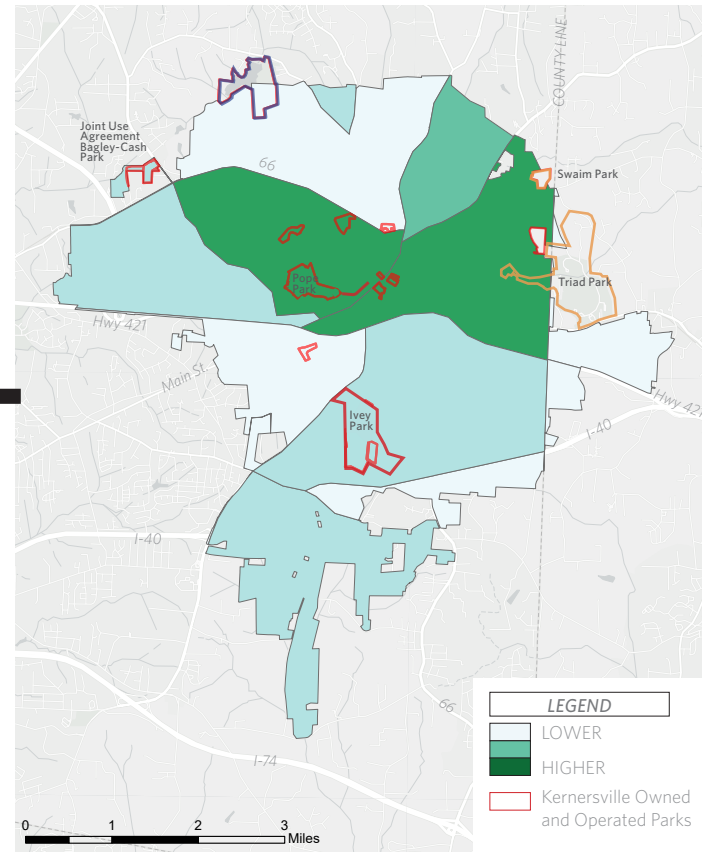 COUNTY LINE
Joint Use
Agreement
Bagley-Cash
Park
66
Swaim Park
Pope
Park
Triad Park
Hwy 421
Main St.
Hwy 421
Ivey
Park
I-40
I-40
66
I-74
LEGEND
LOWER
HIGHER
Kernersville Owned
and Operated Parks
0 1 2 3
Miles